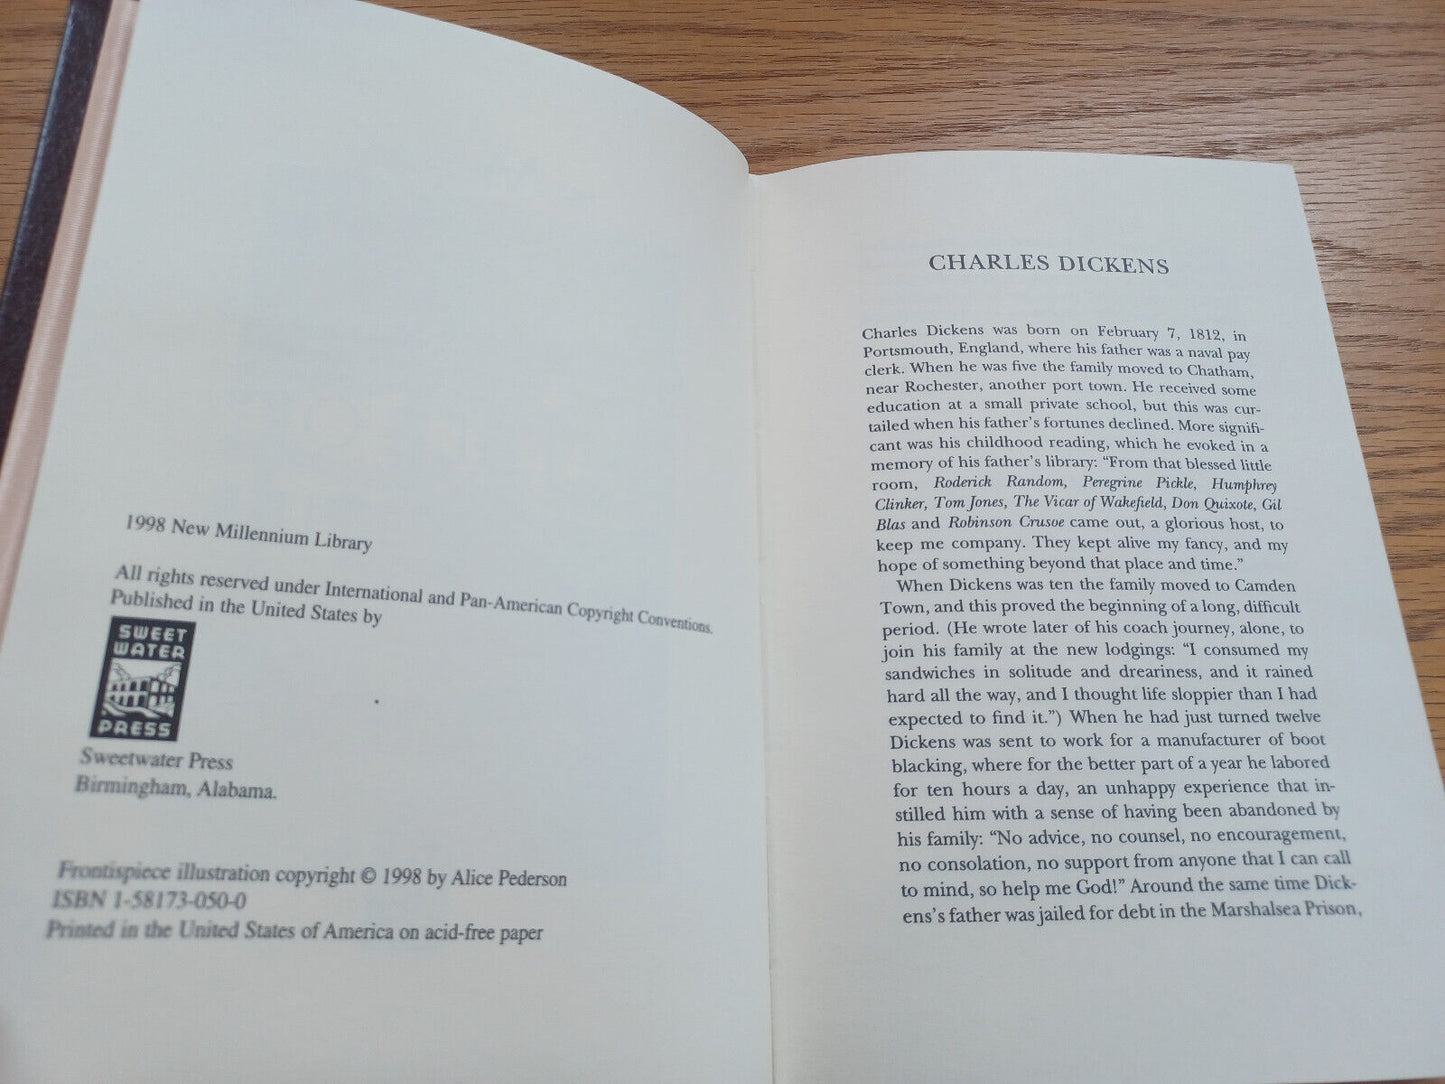 1998 New Millennium Library
All rights reserved under International and Pan-American Copyright Conventions.
Published in the United States by
SWEET
WATER
PRESS
Sweetwater Press
Birmingham, Alabama.
Frontispiece illustration copyright © 1998 by Alice Pederson
ISBN 1-58173-050-0
Printed in the United States of America on acid-free paper
CHARLES DICKENS
Charles Dickens was born on February 7, 1812, in
Portsmouth, England, where his father was a naval pay
clerk. When he was five the family moved to Chatham,
near Rochester, another port town. He received some
education at a small private school, but this was cur-
tailed when his father's fortunes declined. More signifi-
cant was his childhood reading, which he evoked in a
memory of his father's library: “From that blessed little
room, Roderick Random, Peregrine Pickle, Humphrey
Clinker, Tom Jones, The Vicar of Wakefield, Don Quixote, Gil
Blas and Robinson Crusoe came out, a glorious host, to
keep me company. They kept alive my fancy, and my
hope of something beyond that place and time.”
When Dickens was ten the family moved to Camden
Town, and this proved the beginning of a long, difficult
period. (He wrote later of his coach journey, alone, to
join his family at the new lodgings: “I consumed my
sandwiches in solitude and dreariness, and it rained
hard all the way, and I thought life sloppier than I had
expected to find it.”) When he had just turned twelve
Dickens was sent to work for a manufacturer of boot
blacking, where for the better part of a year he labored
for ten hours a day, an unhappy experience that in-
stilled him with a sense of having been abandoned by
his family: “No advice, no counsel, no encouragement,
no consolation, no support from anyone that I can call
to mind, so help me God!” Around the same time Dick-
ens's father was jailed for debt in the Marshalsea Prison,